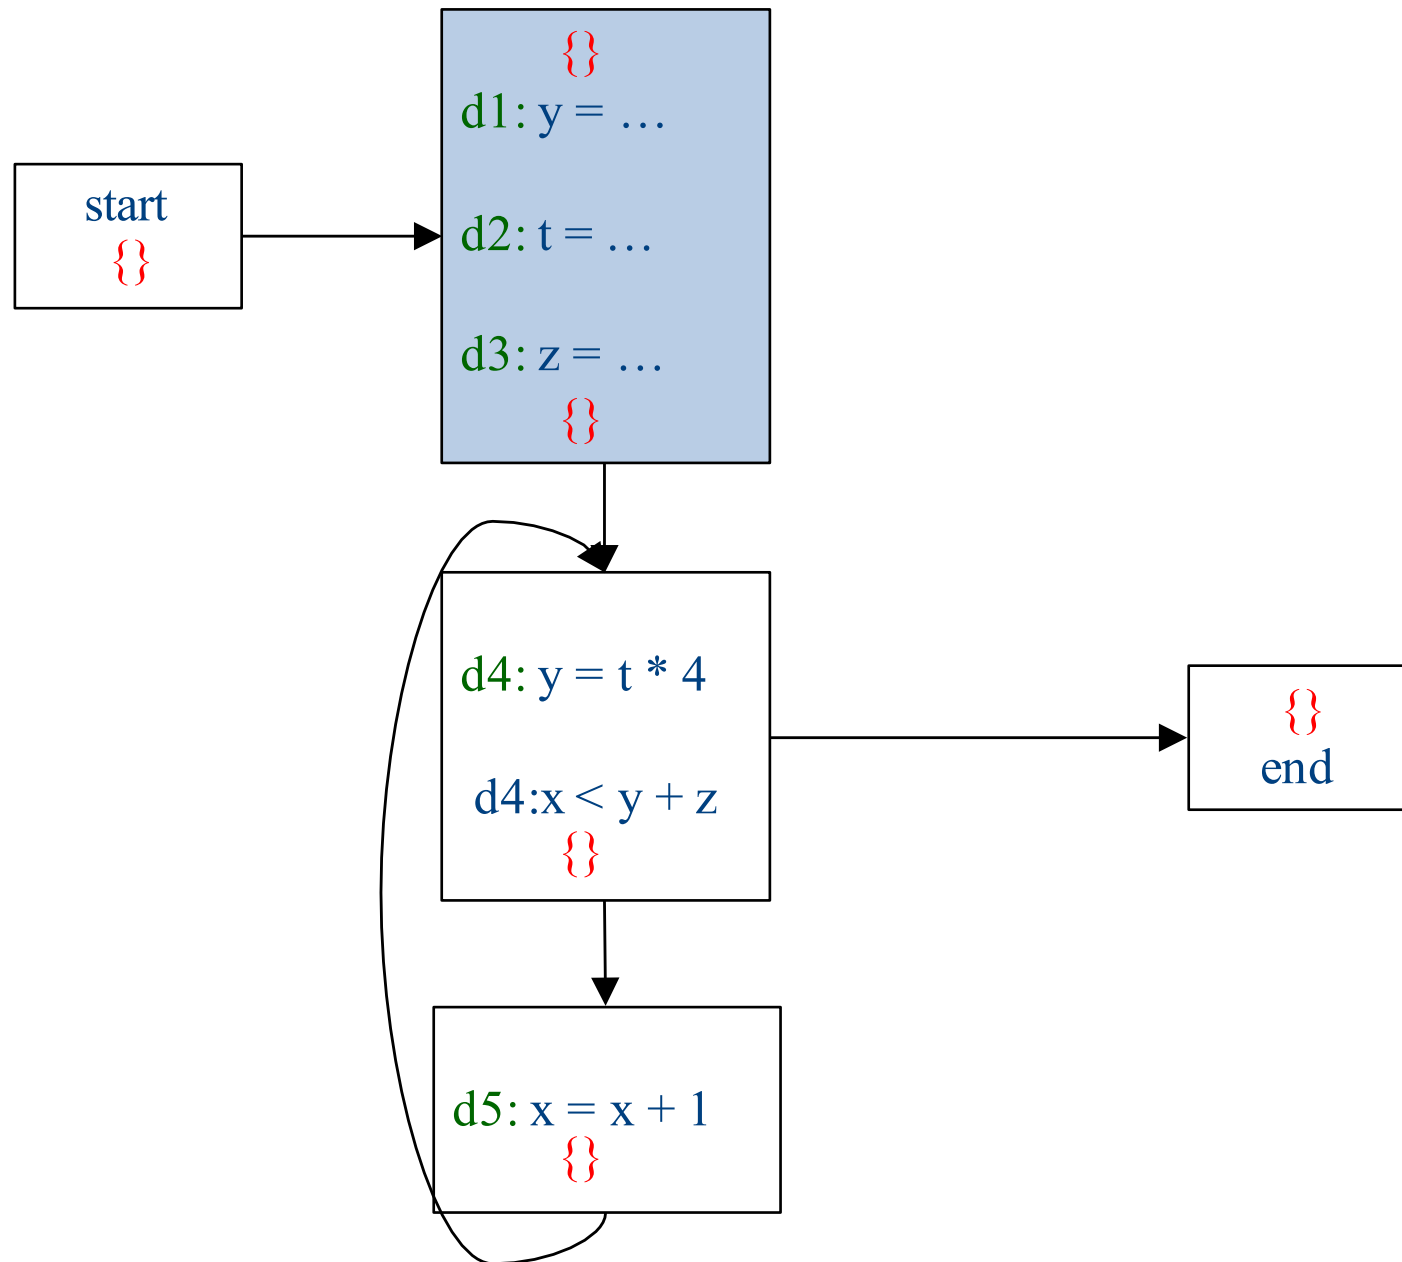 start
{}
{}
d1: y = …
d2: t = …
d3: z = …
{}
d4: y = t * 4
d4:x < y + z
{}
{}
end
d5: x = x + 1
{}